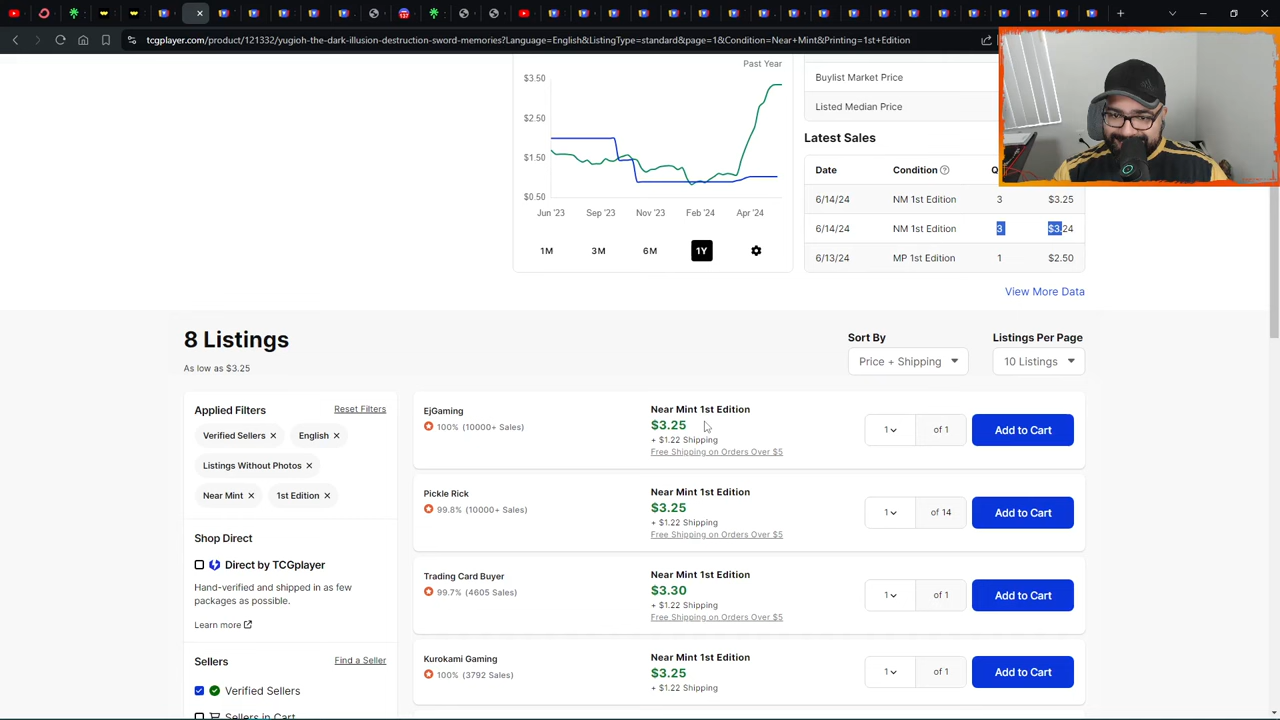 137
tcgplayer.com/product/121332/yugioh-the-dark-illusion-destruction-sword-memories?Language=English&ListingType=standard&page=1&Condition=Near+Mint&Printing=1st+Edition
Past Year
$3.50
$2.50
$1.50
$0.50
Jun '23
Sep '23
Nov '23
Feb '24
Apr '24
1M
3M
6M
1Y
Buylist Market Price
Listed Median Price
Latest Sales
Date Condition Q
6/14/24 NM 1st Edition 3 $3.25
6/14/24 NM 1st Edition 3 $3.24
6/13/24 MP 1st Edition 1 $2.50
View More Data
8 Listings
As low as $3.25
Sort By
Price + Shipping
Listings Per Page
10 Listings
Applied Filters
Reset Filters
Verified Sellers
English
Listings Without Photos
Near Mint
1st Edition
Shop Direct
Direct by TCGplayer
Hand-verified and shipped in as few
packages as possible.
Learn more
Sellers
Find a Seller
Verified Sellers
Sellers in Cart
EjGaming
100% (10000+ Sales)
Near Mint 1st Edition
$3.25
+ $1.22 Shipping
Free Shipping on Orders Over $5
1
of 1
Add to Cart
Pickle Rick
99.8% (10000+ Sales)
Near Mint 1st Edition
$3.25
+ $1.22 Shipping
Free Shipping on Orders Over $5
1
of 14
Add to Cart
Trading Card Buyer
99.7% (4605 Sales)
Near Mint 1st Edition
$3.30
+ $1.22 Shipping
Free Shipping on Orders Over $5
1
of 1
Add to Cart
Kurokami Gaming
100% (3792 Sales)
Near Mint 1st Edition
$3.25
+ $1.22 Shipping
1
of 1
Add to Cart